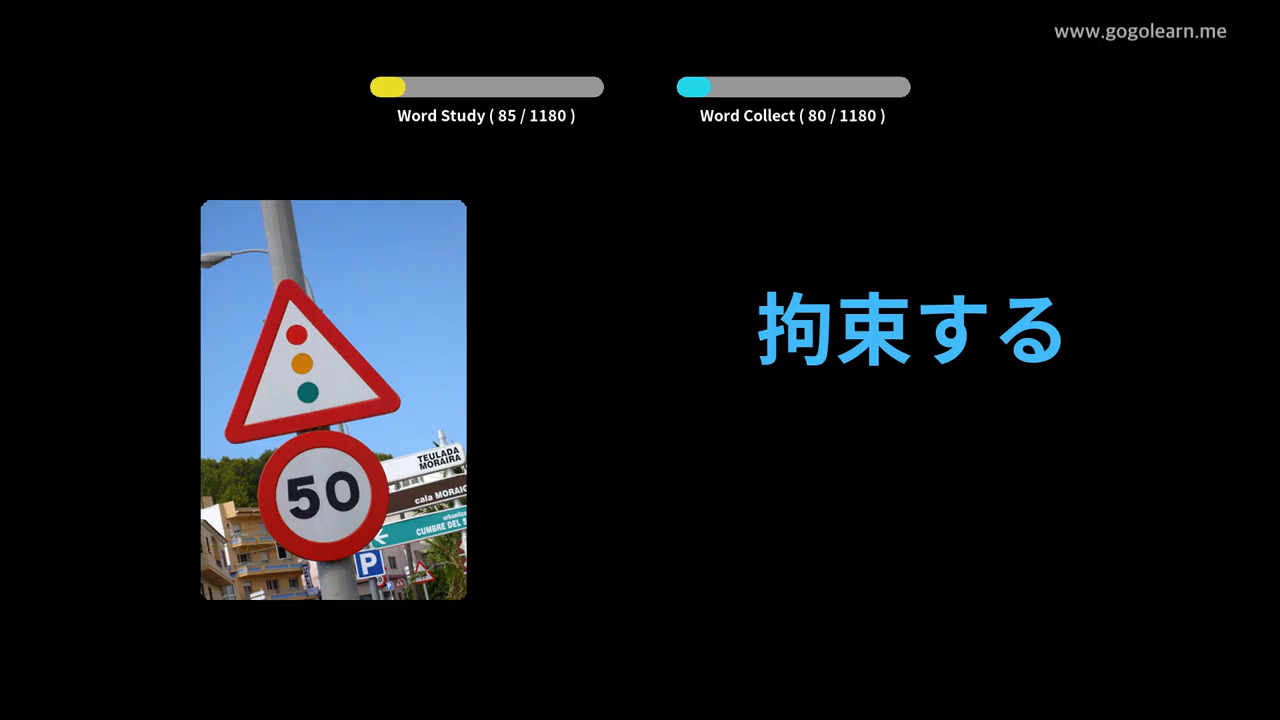 www.gogolearn.me
Word Study ( 85 / 1180 )
Word Collect ( 80 / 1180 )
拘束する
50
TEULADA
MORAIRA
cala MORAIG
CUMBRE DEL S
P